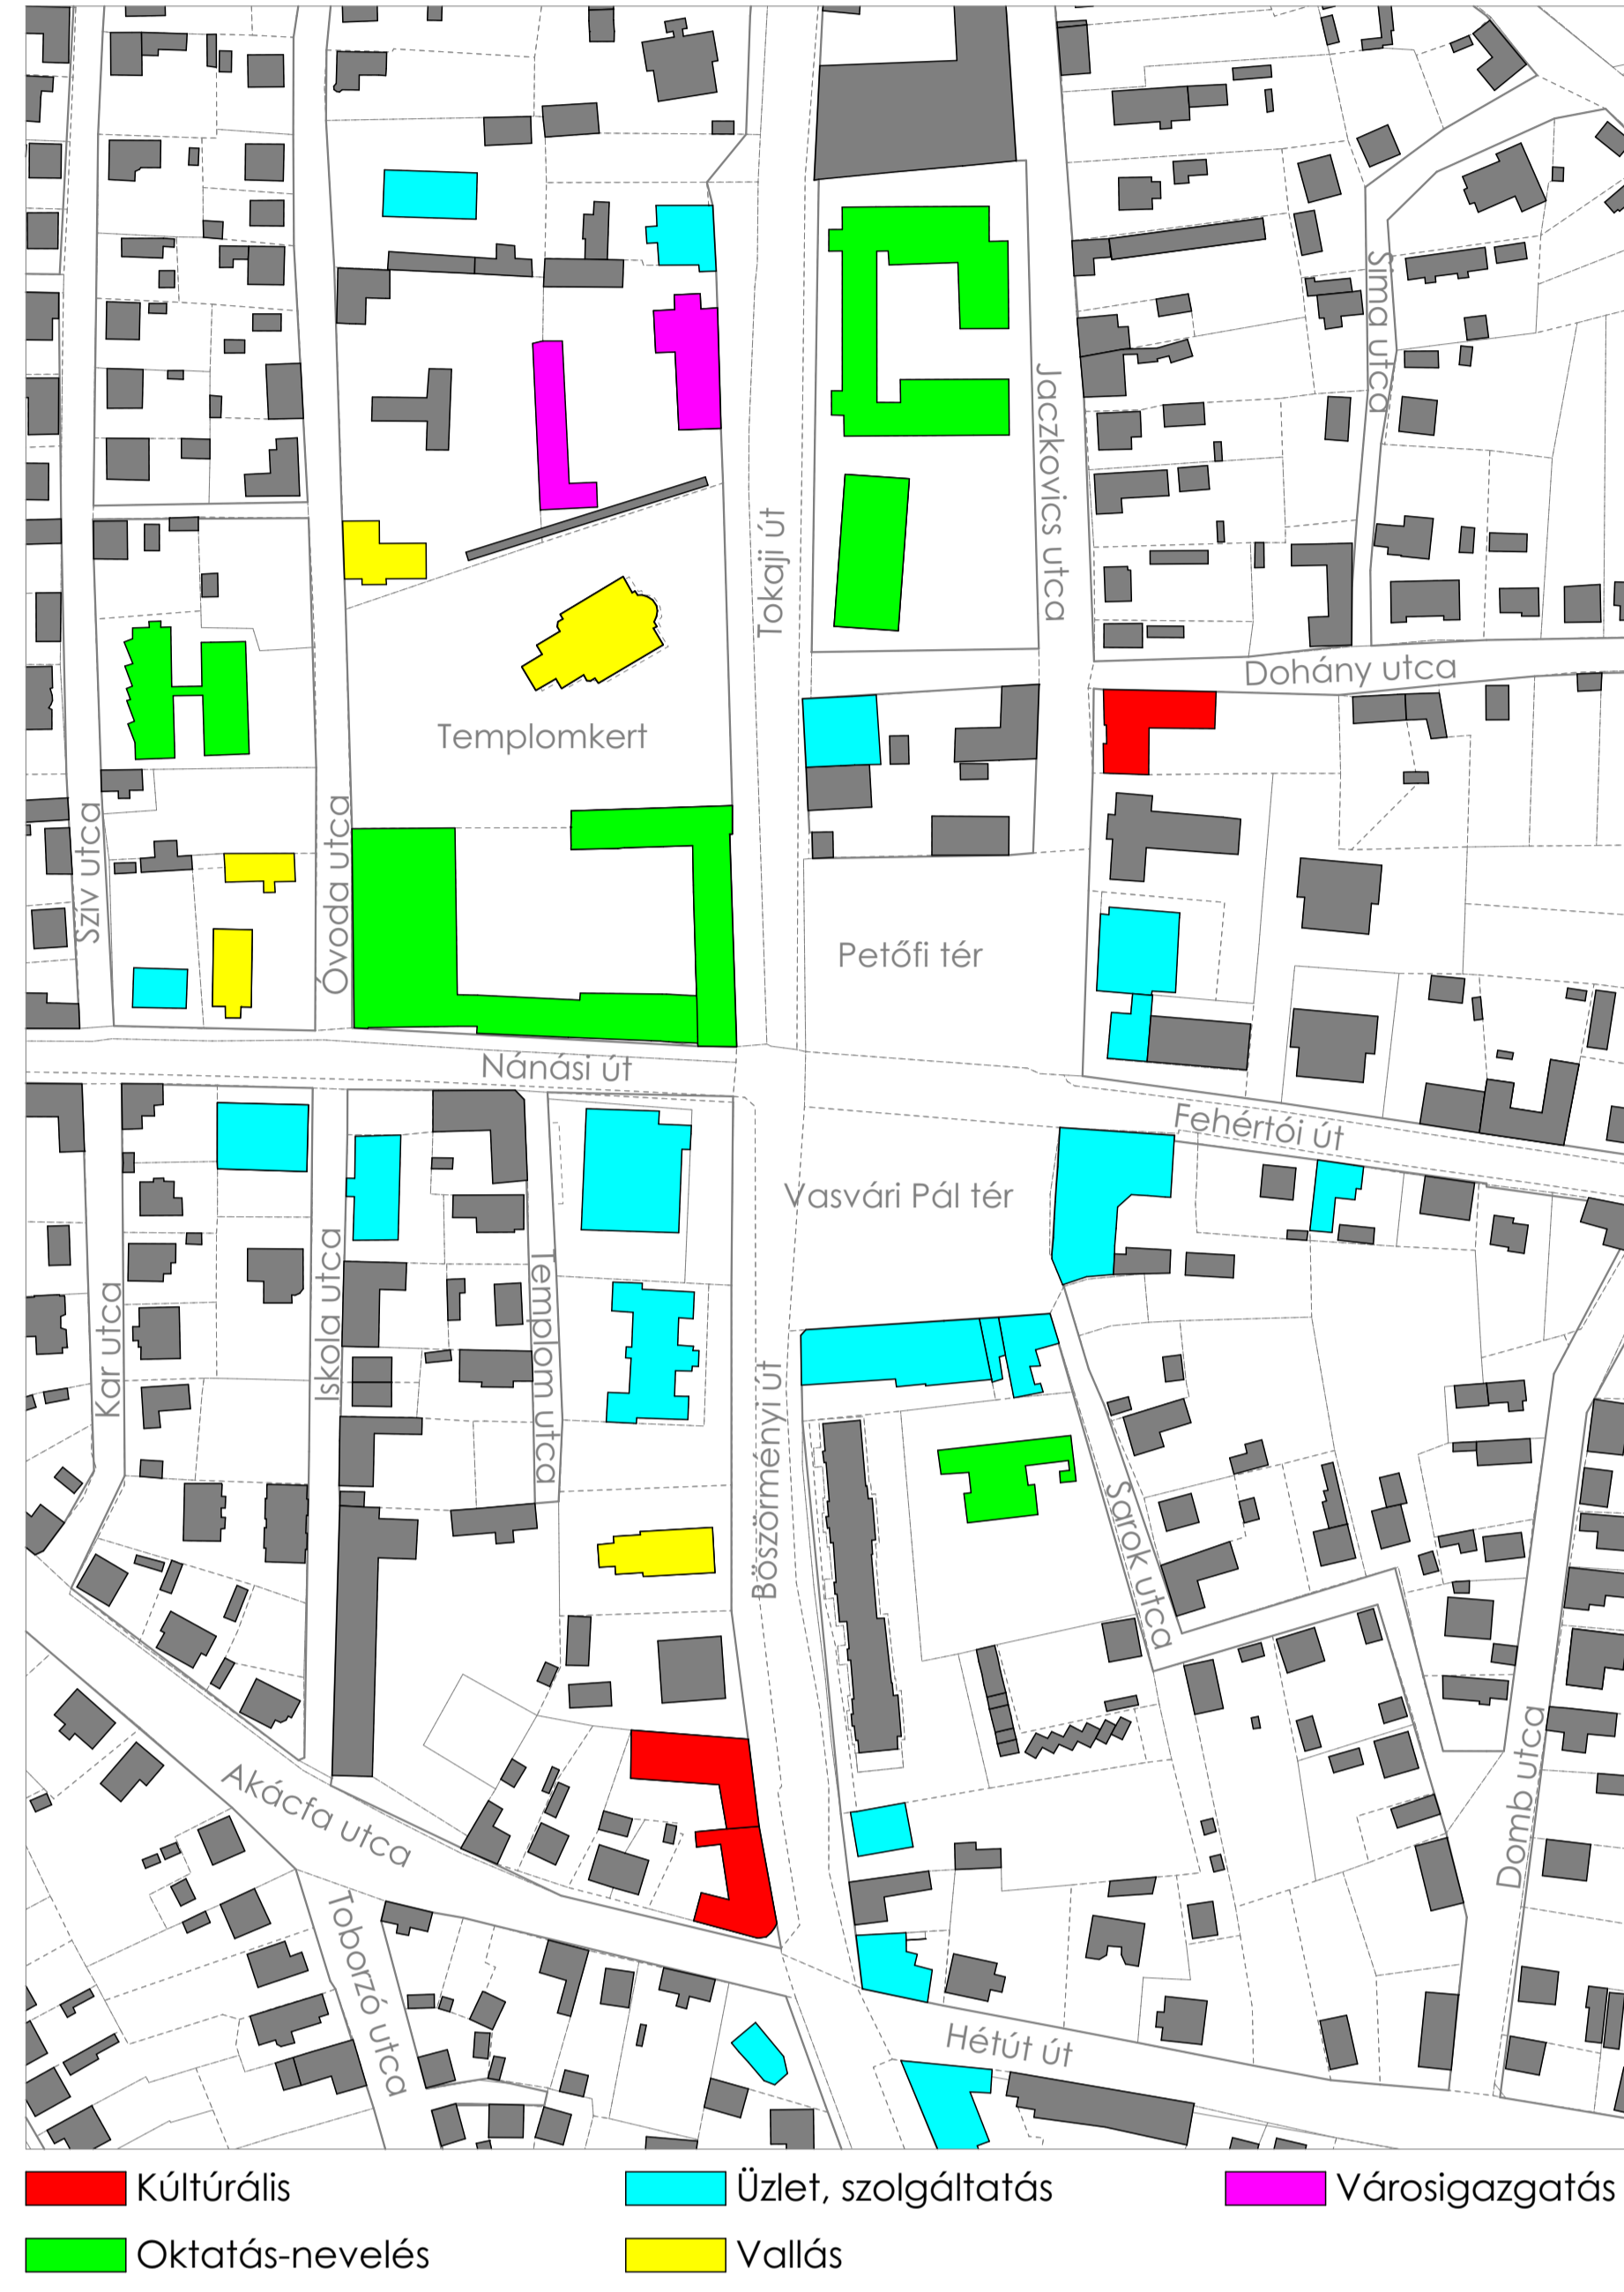 Sima utca
Jaczkovics utca
Tokaji út
Dohány utca
Templomkert
Szív utca
Óvoda utca
Petőfi tér
Nánási út
Fehértói út
Vasvári Pál tér
Kar utca
Iskola utca
Templom utca
Böszörményi út
Sarok utca
Domb utca
Akácfa utca
Toborzó utca
Hétút út
Kúltúrális
Üzlet, szolgáltatás
Városigazgatás
Oktatás-nevelés
Vallás